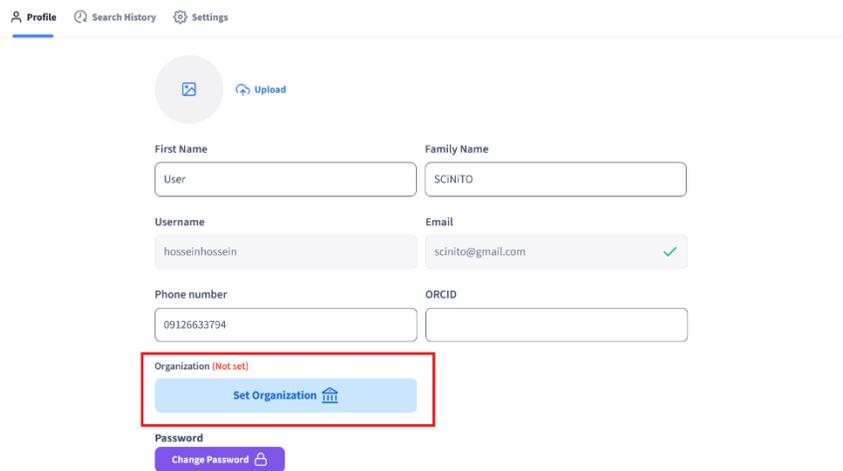 Profile Search History Settings
Upload
First Name Family Name
User SCiNiTO
Username Email
hosseinhossein scinito@gmail.com
Phone number ORCID
09126633794
Organization (Not set)
Set Organization
Password
Change Password